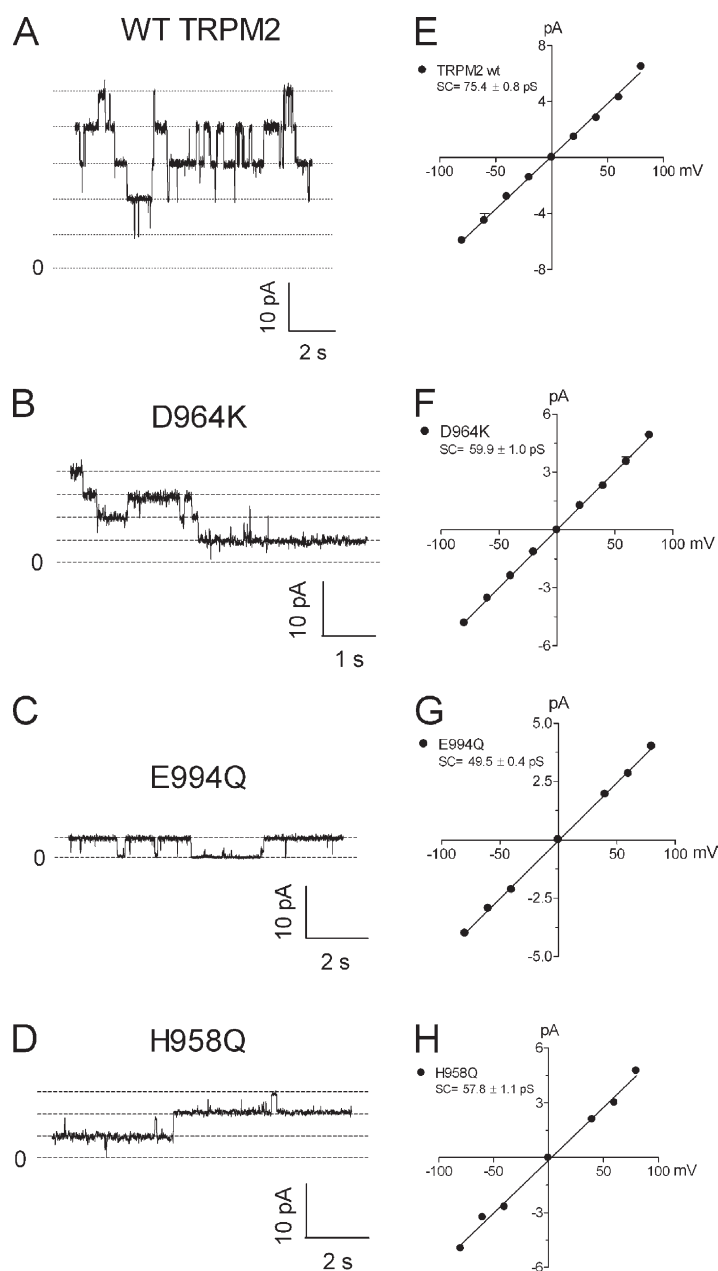 A
WT TRPM2
0
10 pA
2 s
E
pA
TRPM2 wt
SC= 75.4 ± 0.8 pS
8
4
-100
-50
50
100 mV
-4
-8
B
D964K
0
10 pA
1 s
F
pA
D964K
SC= 59.9 ± 1.0 pS
6
3
-100
-50
50
100 mV
-3
-6
C
E994Q
0
10 pA
2 s
G
pA
E994Q
SC= 49.5 ± 0.4 pS
5.0
2.5
-100
-50
50
100 mV
-2.5
-5.0
D
H958Q
0
10 pA
2 s
H
pA
H958Q
SC= 57.8 ± 1.1 pS
6
3
-100
-50
50
100 mV
-3
-6